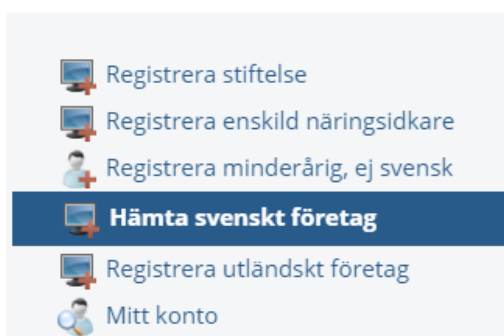 Registrera stiftelse
Registrera enskild näringsidkare
Registrera minderårig, ej svensk
Hämta svenskt företag
Registrera utländskt företag
Mitt konto